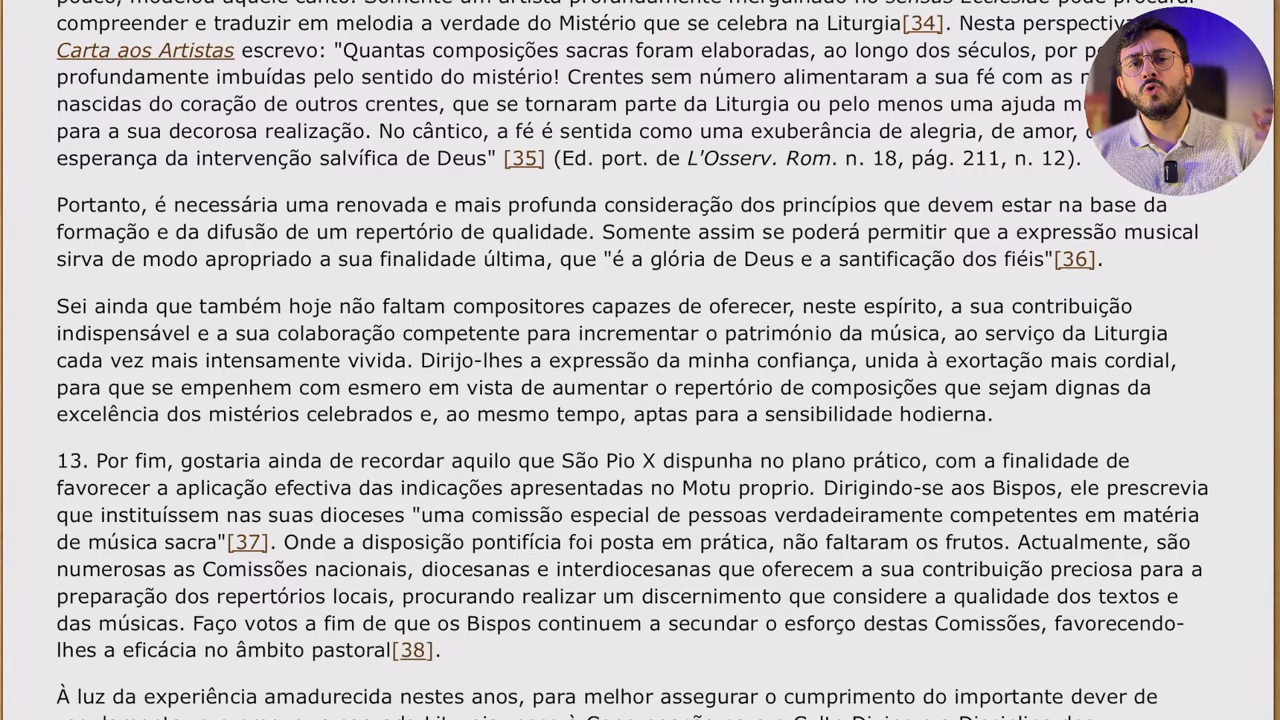 pouco, modelou aquele canto. Somente um artista profundamente mergulhado no sensus Ecclesiae pode procurar
compreender e traduzir em melodia a verdade do Mistério que se celebra na Liturgia[34]. Nesta
Carta aos Artistas escrevo: "Quantas composições sacras foram elaboradas, ao longo dos séculos, por
profundamente imbuídas pelo sentido do mistério! Crentes sem número alimentaram a sua fé com as
nascidas do coração de outros crentes, que se tornaram parte da Liturgia ou pelo menos uma ajuda
para a sua decorosa realização. No cântico, a fé é sentida como uma exuberância de alegria, de amor,
esperança da intervenção salvífica de Deus" [35] (Ed. port. de L'Osserv. Rom. n. 18, pág. 211, n. 12).
Portanto, é necessária uma renovada e mais profunda consideração dos princípios que devem estar na base da
formação e da difusão de um repertório de qualidade. Somente assim se poderá permitir que a expressão musical
sirva de modo apropriado a sua finalidade última, que "é a glória de Deus e a santificação dos fiéis"[36].
Sei ainda que também hoje não faltam compositores capazes de oferecer, neste espírito, a sua contribuição
indispensável e a sua colaboração competente para incrementar o património da música, ao serviço da Liturgia
cada vez mais intensamente vivida. Dirijo-lhes a expressão da minha confiança, unida à exortação mais cordial,
para que se empenhem com esmero em vista de aumentar o repertório de composições que sejam dignas da
excelência dos mistérios celebrados e, ao mesmo tempo, aptas para a sensibilidade hodierna.
13. Por fim, gostaria ainda de recordar aquilo que São Pio X dispunha no plano prático, com a finalidade de
favorecer a aplicação efectiva das indicações apresentadas no Motu proprio. Dirigindo-se aos Bispos, ele prescrevia
que instituíssem nas suas dioceses "uma comissão especial de pessoas verdadeiramente competentes em matéria
de música sacra"[37]. Onde a disposição pontifícia foi posta em prática, não faltaram os frutos. Actualmente, são
numerosas as Comissões nacionais, diocesanas e interdiocesanas que oferecem a sua contribuição preciosa para a
preparação dos repertórios locais, procurando realizar um discernimento que considere a qualidade dos textos e
das músicas. Faço votos a fim de que os Bispos continuem a secundar o esforço destas Comissões, favorecendo-
lhes a eficácia no âmbito pastoral[38].
À luz da experiência amadurecida nestes anos, para melhor assegurar o cumprimento do importante dever de